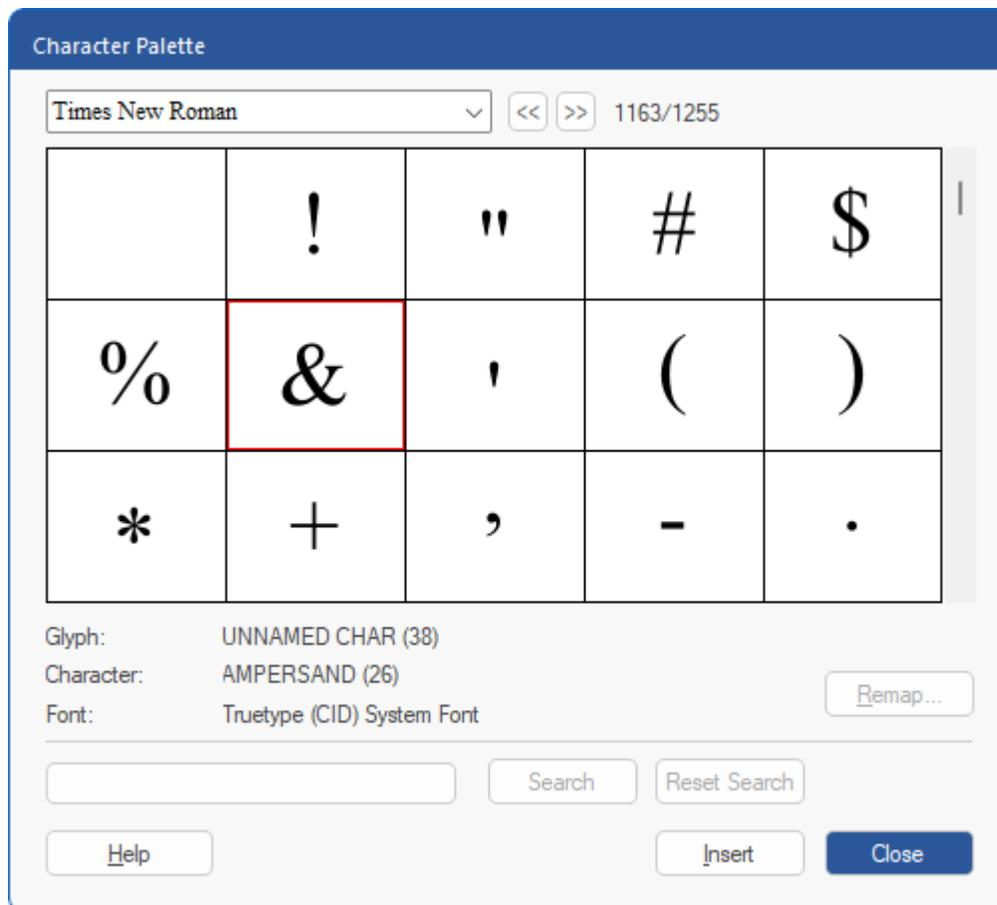 Character Palette
Times New Roman << >> 1163/1255
! " # $
% & ' ( )
* + , - ·
Glyph: UNNAMED CHAR (38)
Character: AMPERSAND (26)
Font: Truetype (CID) System Font
Remap...
Search Reset Search
Help Insert Close